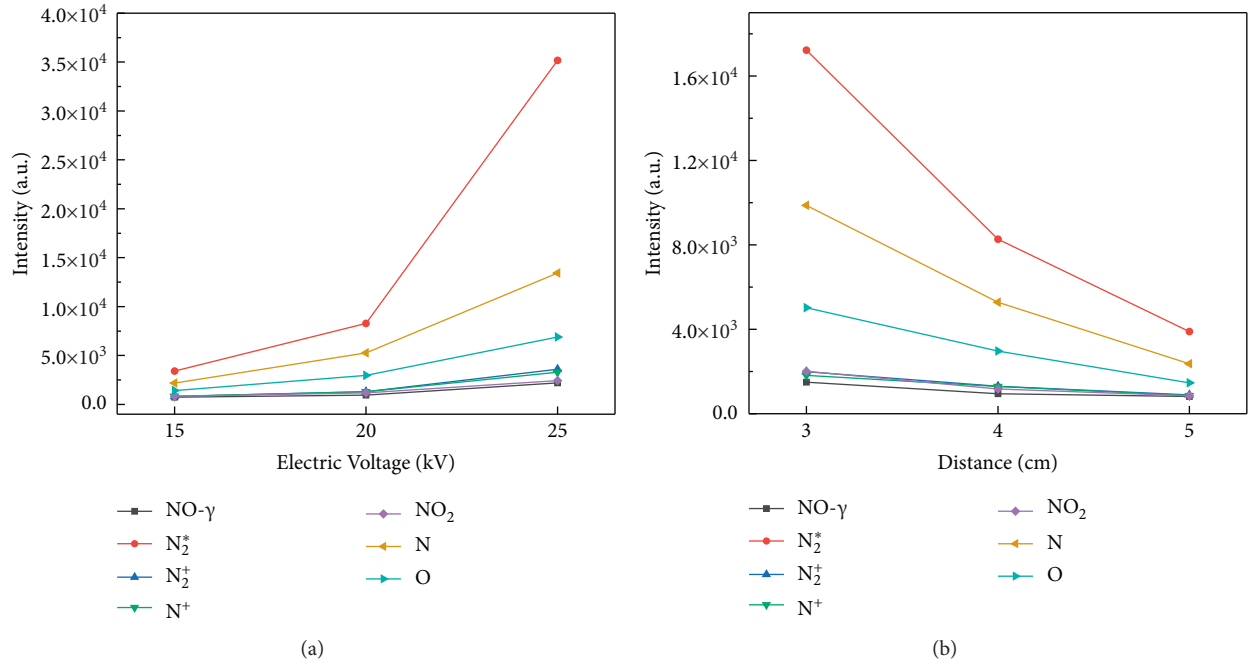 4.0×10⁴
3.5×10⁴
3.0×10⁴
2.5×10⁴
2.0×10⁴
1.5×10⁴
1.0×10⁴
5.0×10³
0.0
Intensity (a.u.)
15 20 25
Electric Voltage (kV)
NO-γ NO₂
N₂* N
N₂⁺ O
N⁺
(a)
1.6×10⁴
1.2×10⁴
8.0×10³
4.0×10³
0.0
Intensity (a.u.)
3 4 5
Distance (cm)
NO-γ NO₂
N₂* N
N₂⁺ O
N⁺
(b)